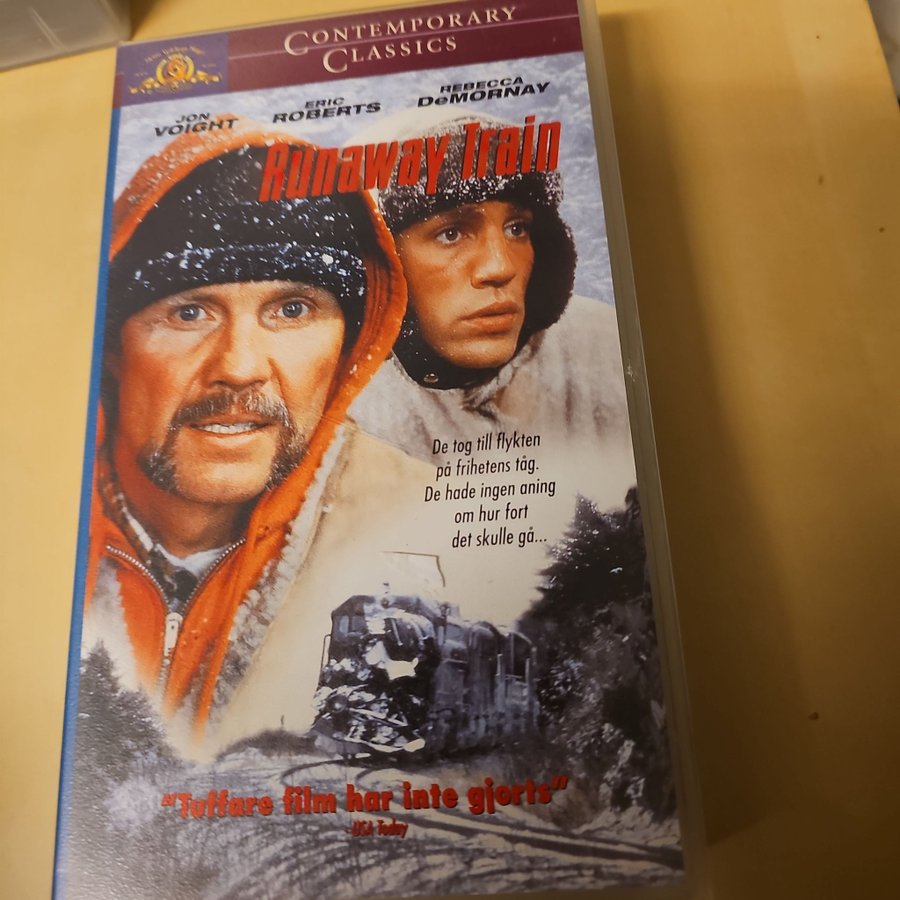 CONTEMPORARY
CLASSICS
JON
VOIGHT
ERIC
ROBERTS
REBECCA
DeMORNAY
Runaway Train
De tog till flykten
på frihetens tåg.
De hade ingen aning
om hur fort
det skulle gå...
"Tuffare film har inte gjorts"
-USA Today